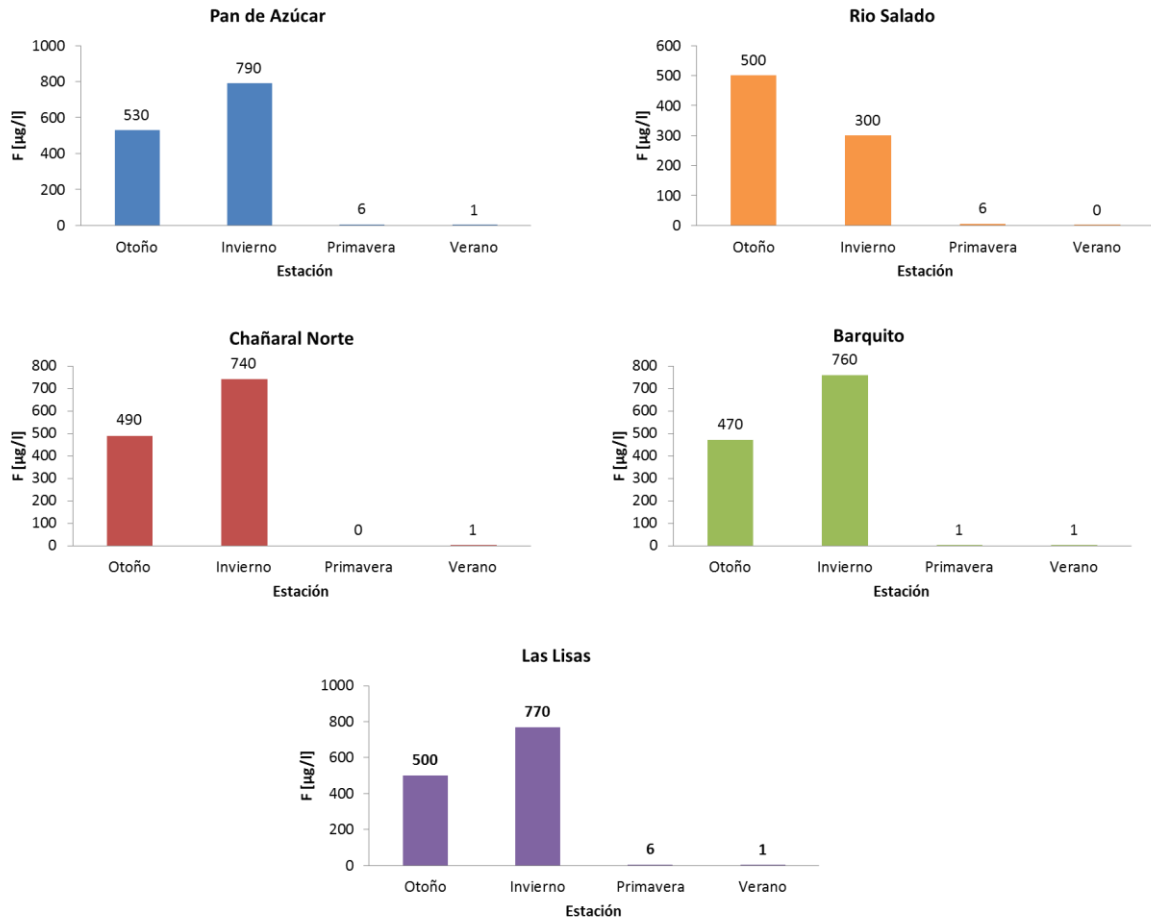 Pan de Azúcar
F [µg/l]
1000
800
600
400
200
0
530
790
6
1
Otoño Invierno Primavera Verano
Estación
Rio Salado
F [µg/l]
600
500
400
300
200
100
0
500
300
6
0
Otoño Invierno Primavera Verano
Estación
Chañaral Norte
F [µg/l]
800
700
600
500
400
300
200
100
0
490
740
0
1
Otoño Invierno Primavera Verano
Estación
Barquito
F [µg/l]
800
700
600
500
400
300
200
100
0
470
760
1
1
Otoño Invierno Primavera Verano
Estación
Las Lisas
F [µg/l]
1000
800
600
400
200
0
500
770
6
1
Otoño Invierno Primavera Verano
Estación